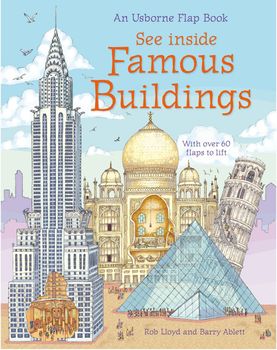 An Usborne Flap Book
See inside
Famous
Buildings
With over 60
flaps to lift
Rob Lloyd and Barry Ablett